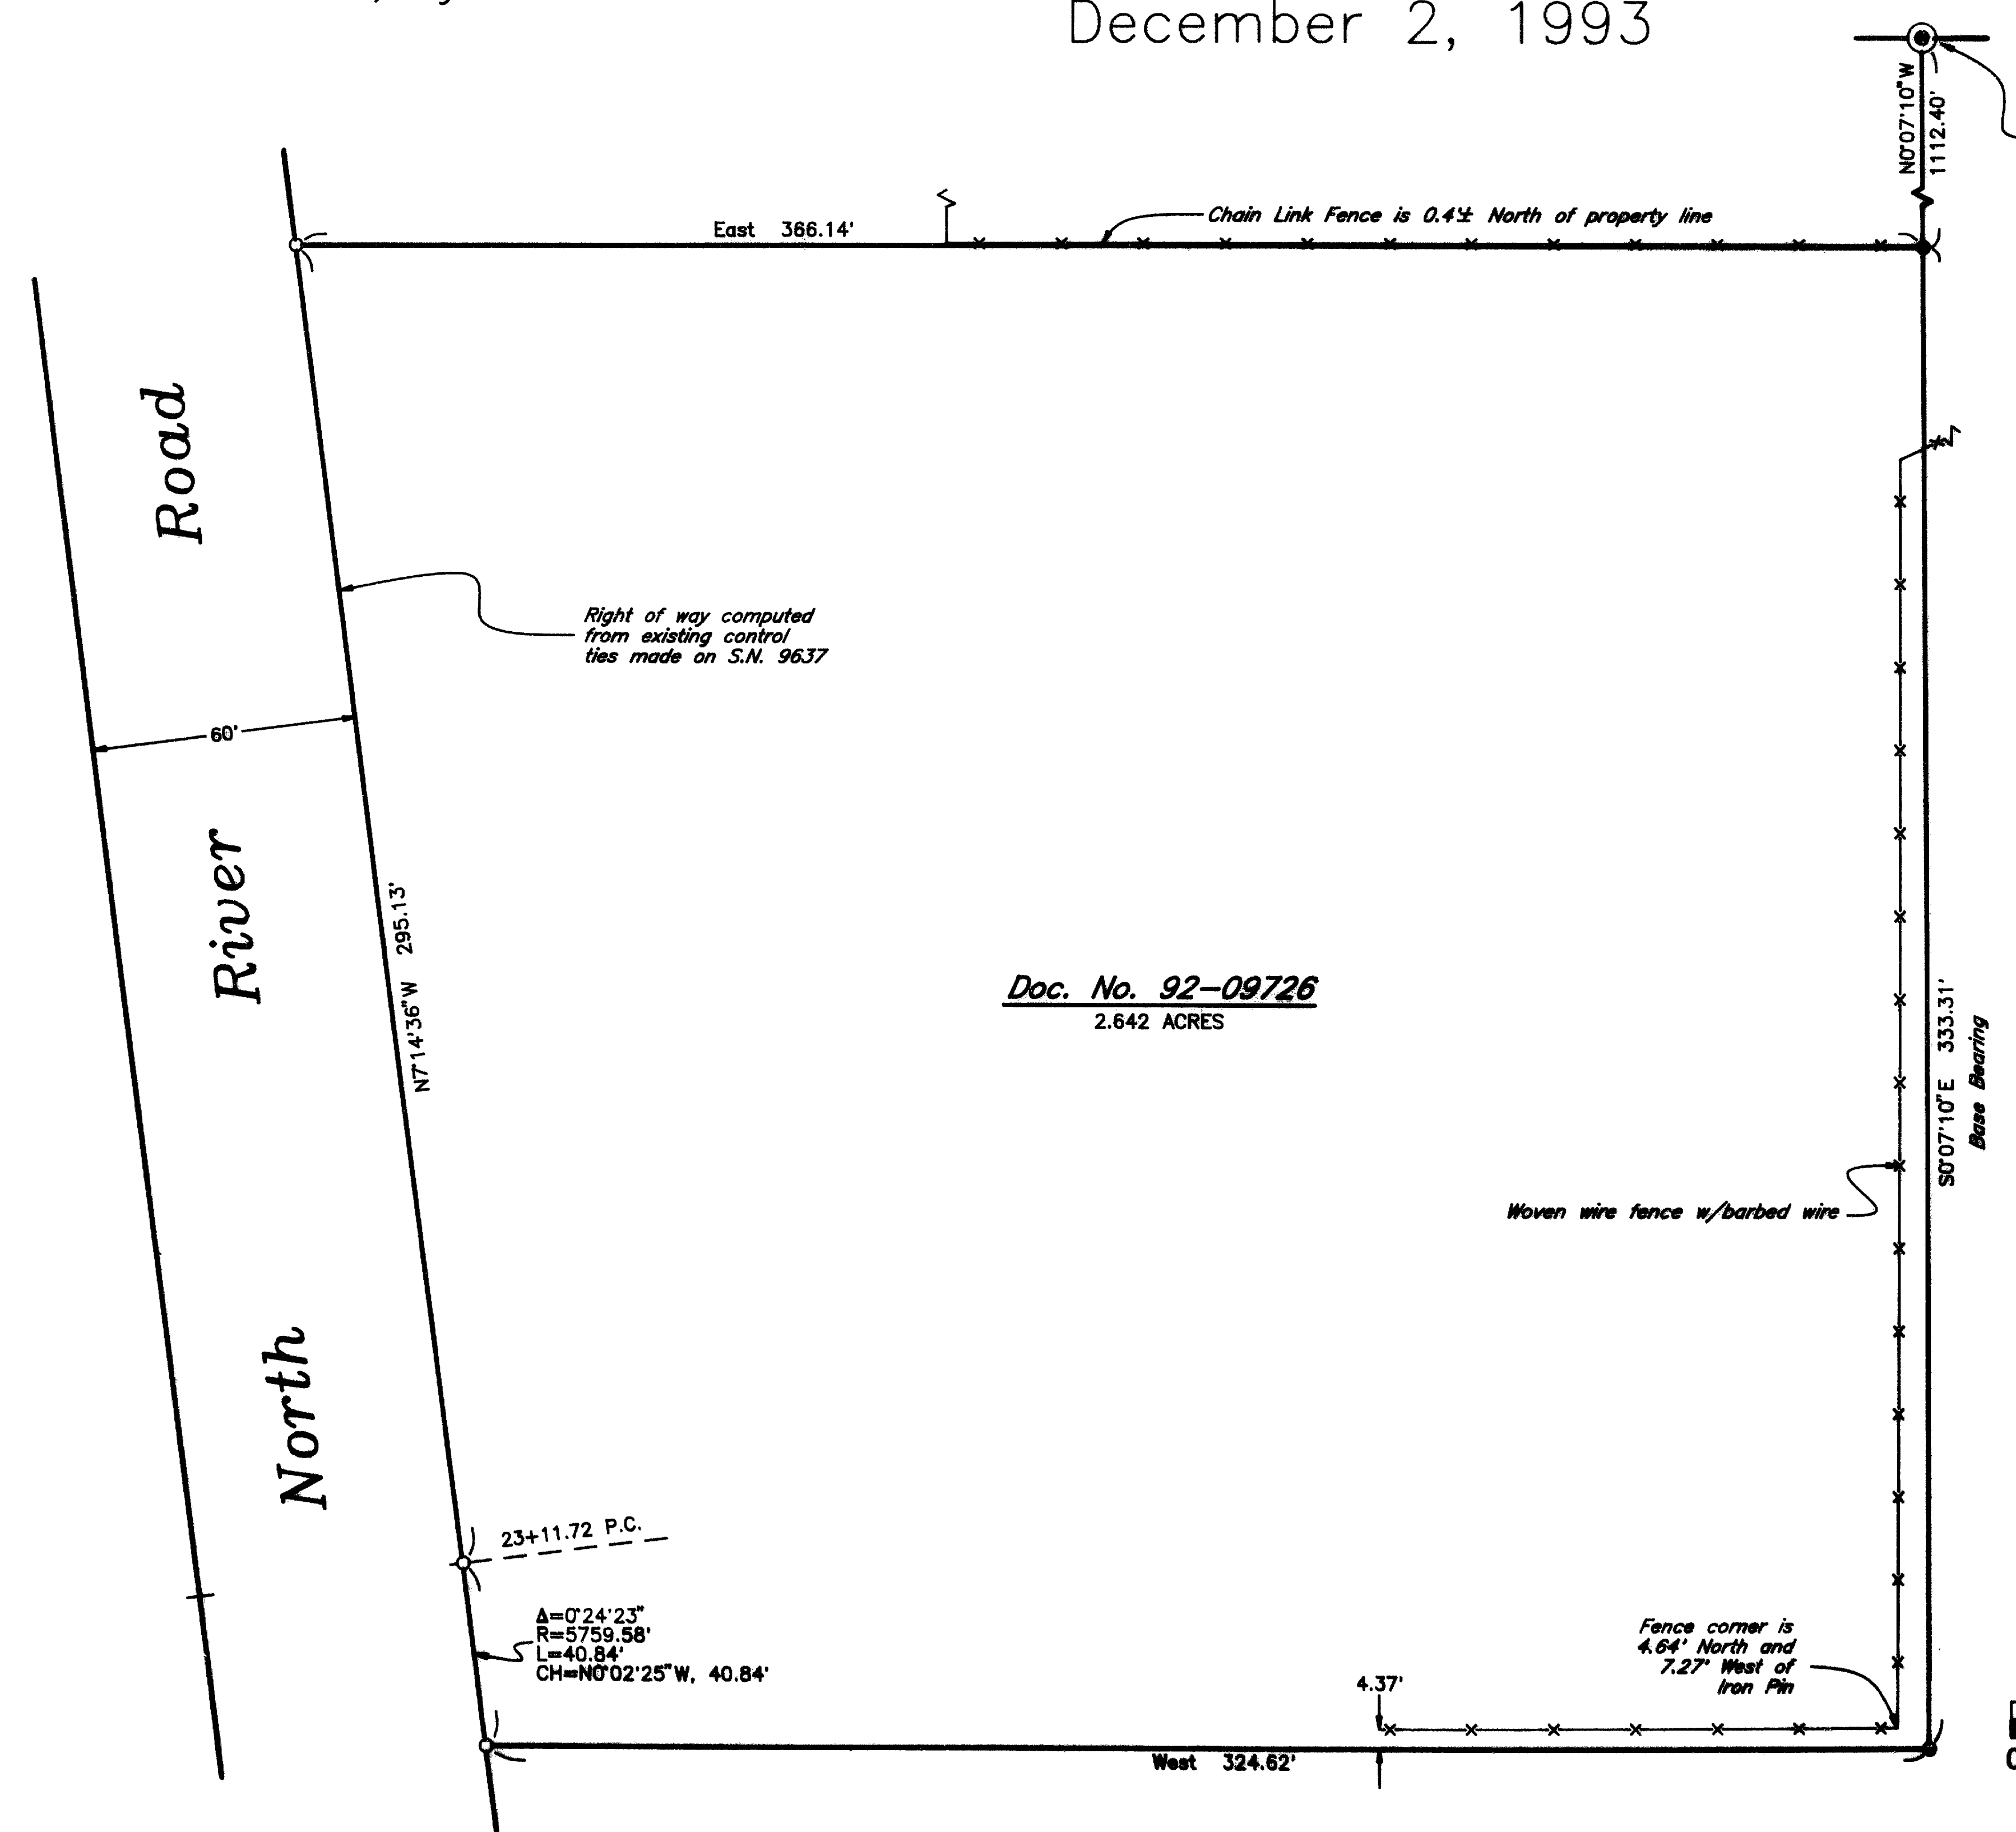 December 2, 1993
N0°07'10"W
1112.40'
East 366.14'
Chain Link Fence is 0.4'± North of property line
Road
Right of way computed
from existing control
ties made on S.N. 9637
60'
River
N7°14'36"W 295.13'
Doc. No. 92-09726
2.642 ACRES
S0°07'10"E 333.31'
Base Bearing
Woven wire fence w/barbed wire
North
23+11.72 P.C.
Δ=0°24'23"
R=5759.58'
L=40.84'
CH=N0°02'25"W, 40.84'
Fence corner is
4.64' North and
7.27' West of
Iron Pin
4.37'
West 324.62'